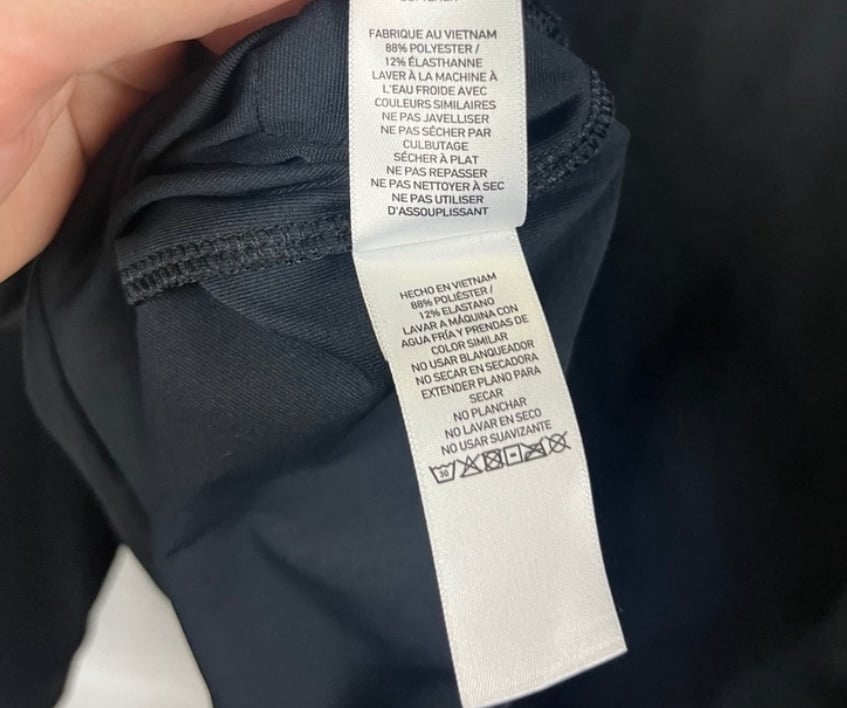 SOFTENER
FABRIQUE AU VIETNAM
88% POLYESTER /
12% ÉLASTHANNE
LAVER À LA MACHINE À
L'EAU FROIDE AVEC
COULEURS SIMILAIRES
NE PAS JAVELLISER
NE PAS SÉCHER PAR
CULBUTAGE
SÉCHER À PLAT
NE PAS REPASSER
NE PAS NETTOYER À SEC
NE PAS UTILISER
D'ASSOUPLISSANT
HECHO EN VIETNAM
88% POLIÉSTER /
12% ELASTANO
LAVAR A MÁQUINA CON
AGUA FRÍA Y PRENDAS DE
COLOR SIMILAR
NO USAR BLANQUEADOR
NO SECAR EN SECADORA
EXTENDER PLANO PARA
SECAR
NO PLANCHAR
NO LAVAR EN SECO
NO USAR SUAVIZANTE
30